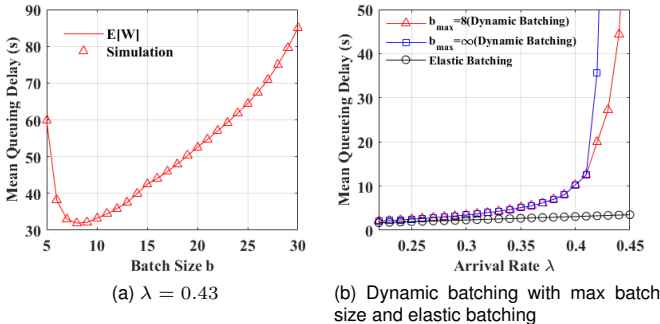 Mean Queuing Delay (s)
90
80
70
60
50
40
30
E[W]
Simulation
5
10
15
20
25
30
Batch Size b
(a) λ = 0.43
Mean Queueing Delay (s)
50
40
30
20
10
0
b_max=8(Dynamic Batching)
b_max=∞(Dynamic Batching)
Elastic Batching
0.25
0.3
0.35
0.4
0.45
Arrival Rate λ
(b) Dynamic batching with max batch
size and elastic batching